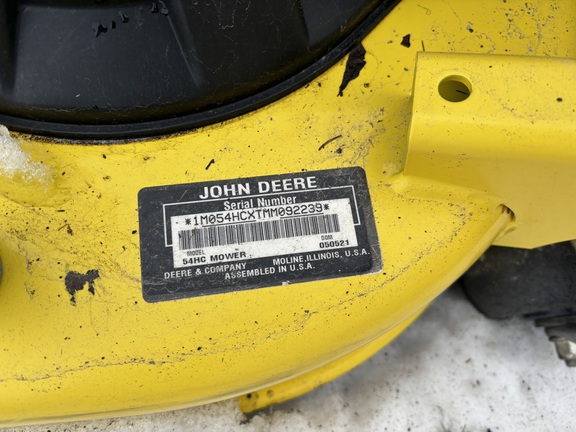 JOHN DEERE
Serial Number
*1M054HCXTMM092239*
MODEL DOM
54HC MOWER 050521
DEERE & COMPANY MOLINE, ILLINOIS, U.S.A.
ASSEMBLED IN U.S.A.